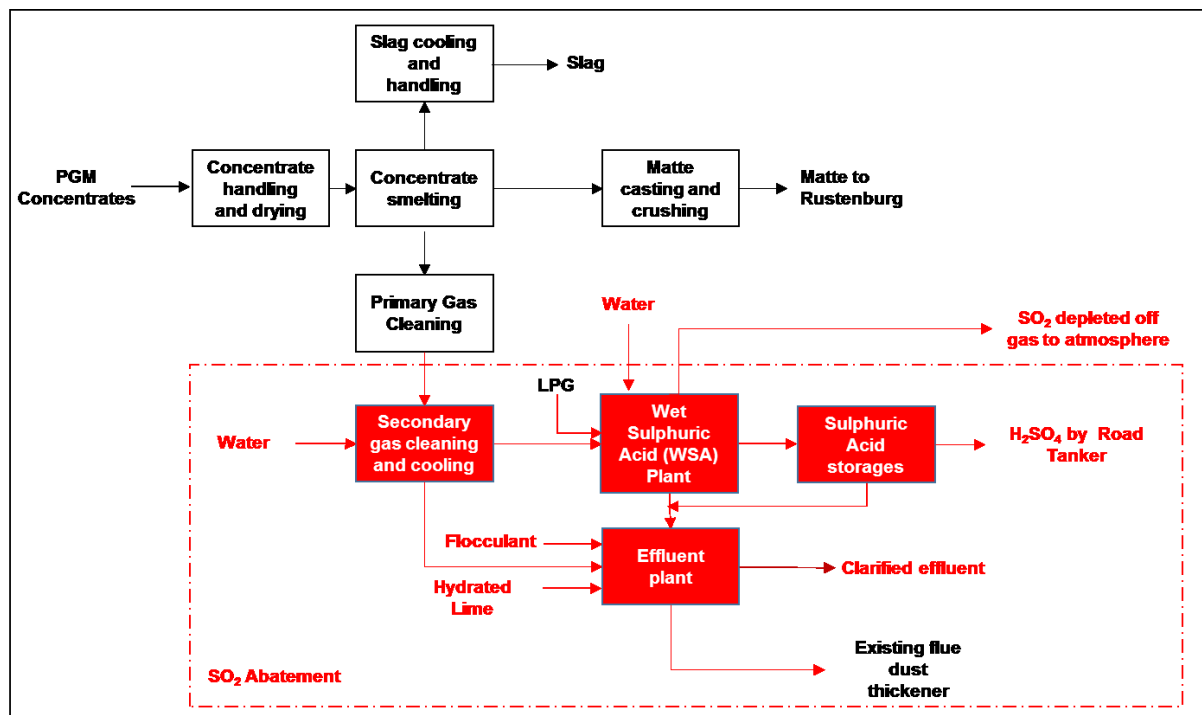 Slag cooling
and
handling
Slag
PGM
Concentrates
Concentrate
handling
and drying
Concentrate
smelting
Matte
casting and
crushing
Matte to
Rustenburg
Primary Gas
Cleaning
Water
SO₂ depleted off
gas to atmosphere
LPG
Water
Secondary
gas cleaning
and cooling
Wet
Sulphuric
Acid (WSA)
Plant
Sulphuric
Acid
storages
H₂SO₄ by Road
Tanker
Flocculant
Effluent
plant
Clarified effluent
Hydrated
Lime
Existing flue
dust
thickener
SO₂ Abatement